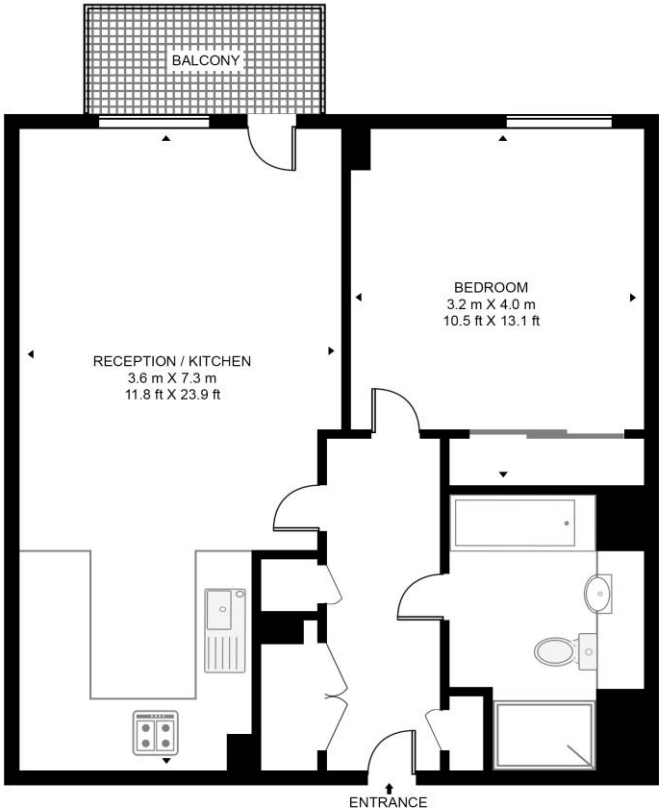 BALCONY
BEDROOM
3.2 m X 4.0 m
10.5 ft X 13.1 ft
RECEPTION / KITCHEN
3.6 m X 7.3 m
11.8 ft X 23.9 ft
ENTRANCE